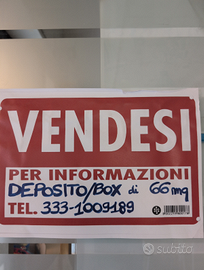 VENDESI
PER INFORMAZIONI
DEPOSITO/BOX di 66 mq
TEL. 333-1009189
subito